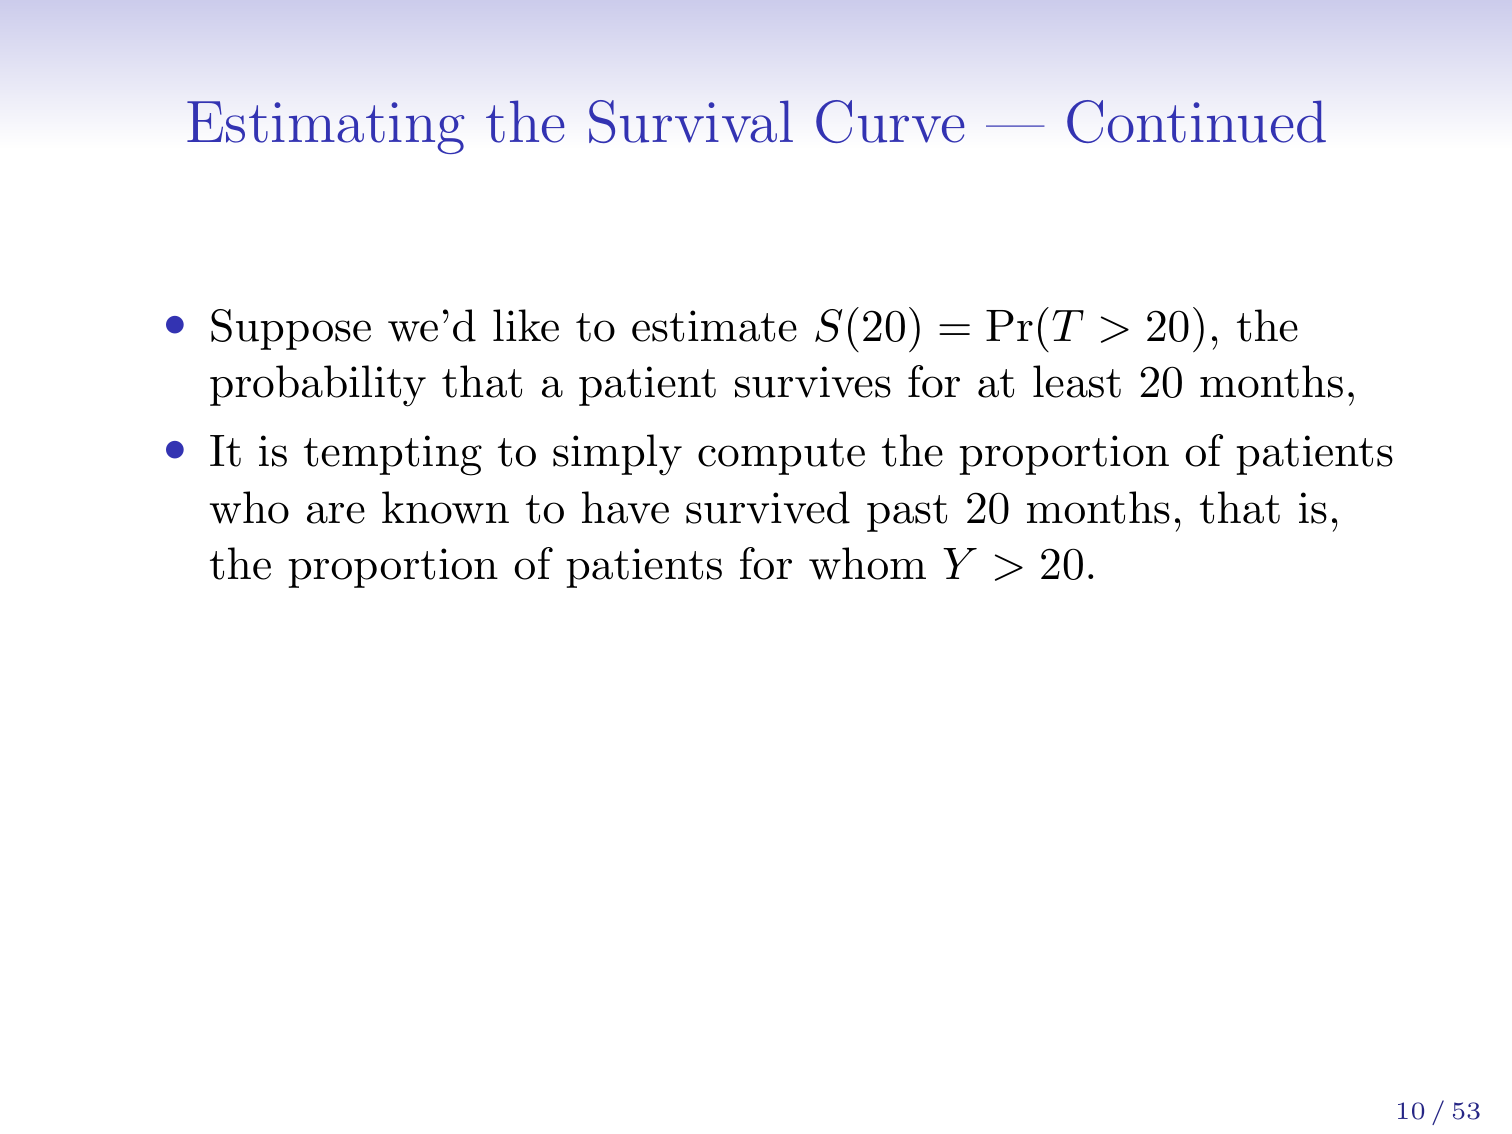 Estimating the Survival Curve — Continued
• Suppose we'd like to estimate S(20) = Pr(T > 20), the
probability that a patient survives for at least 20 months,
• It is tempting to simply compute the proportion of patients
who are known to have survived past 20 months, that is,
the proportion of patients for whom Y > 20.
10 / 53